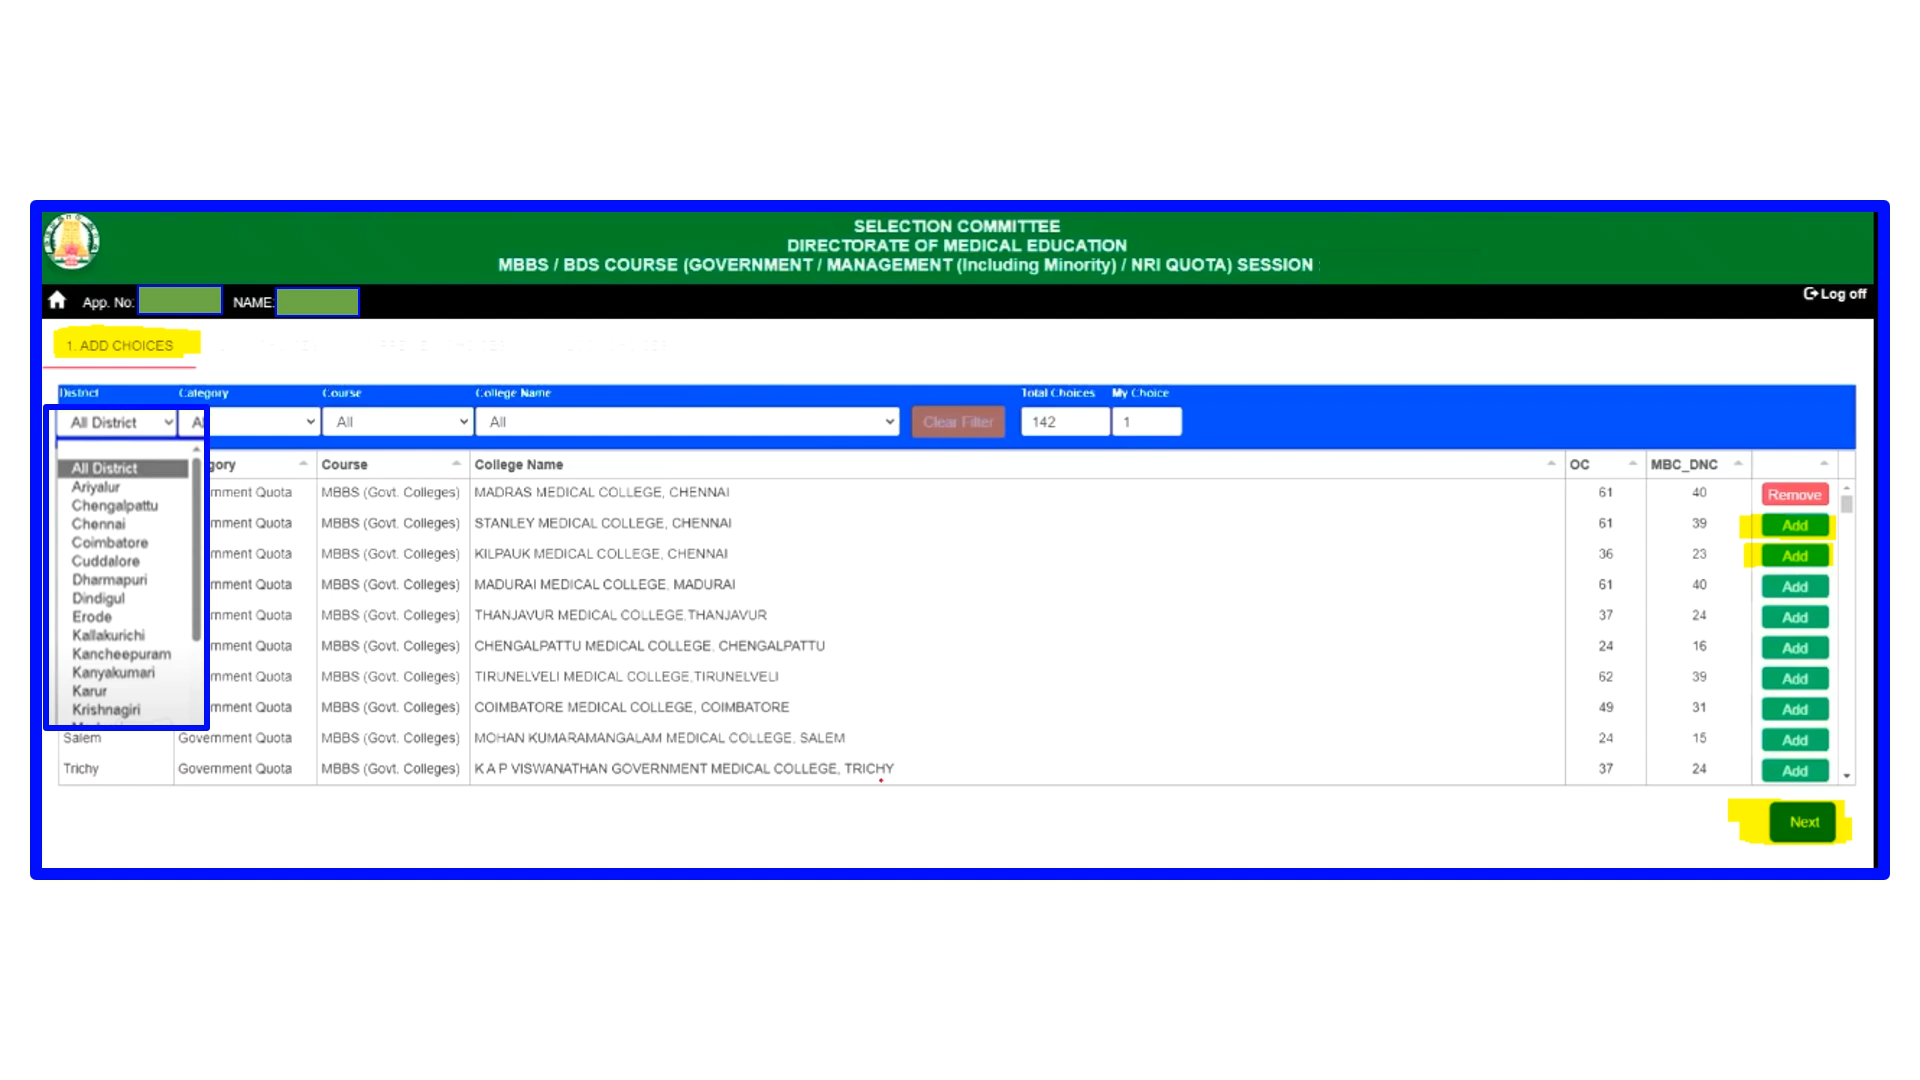 SELECTION COMMITTEE
DIRECTORATE OF MEDICAL EDUCATION
MBBS / BDS COURSE (GOVERNMENT / MANAGEMENT (Including Minority) / NRI QUOTA) SESSION
App. No: NAME: Log off
1. ADD CHOICES
District Category Course College Name Total Choices My Choice
All District All All Clear Filter 142 1
gory Course College Name OC MBC_DNC
All District
Ariyalur
Chengalpattu
Chennai
Coimbatore
Cuddalore
Dharmapuri
Dindigul
Erode
Kallakurichi
Kancheepuram
Kanyakumari
Karur
Krishnagiri
rnment Quota MBBS (Govt. Colleges) MADRAS MEDICAL COLLEGE, CHENNAI 61 40 Remove
rnment Quota MBBS (Govt. Colleges) STANLEY MEDICAL COLLEGE, CHENNAI 61 39 Add
rnment Quota MBBS (Govt. Colleges) KILPAUK MEDICAL COLLEGE, CHENNAI 36 23 Add
rnment Quota MBBS (Govt. Colleges) MADURAI MEDICAL COLLEGE, MADURAI 61 40 Add
rnment Quota MBBS (Govt. Colleges) THANJAVUR MEDICAL COLLEGE,THANJAVUR 37 24 Add
rnment Quota MBBS (Govt. Colleges) CHENGALPATTU MEDICAL COLLEGE, CHENGALPATTU 24 16 Add
rnment Quota MBBS (Govt. Colleges) TIRUNELVELI MEDICAL COLLEGE,TIRUNELVELI 62 39 Add
rnment Quota MBBS (Govt. Colleges) COIMBATORE MEDICAL COLLEGE, COIMBATORE 49 31 Add
Salem Government Quota MBBS (Govt. Colleges) MOHAN KUMARAMANGALAM MEDICAL COLLEGE, SALEM 24 15 Add
Trichy Government Quota MBBS (Govt. Colleges) K A P VISWANATHAN GOVERNMENT MEDICAL COLLEGE, TRICHY 37 24 Add
Next